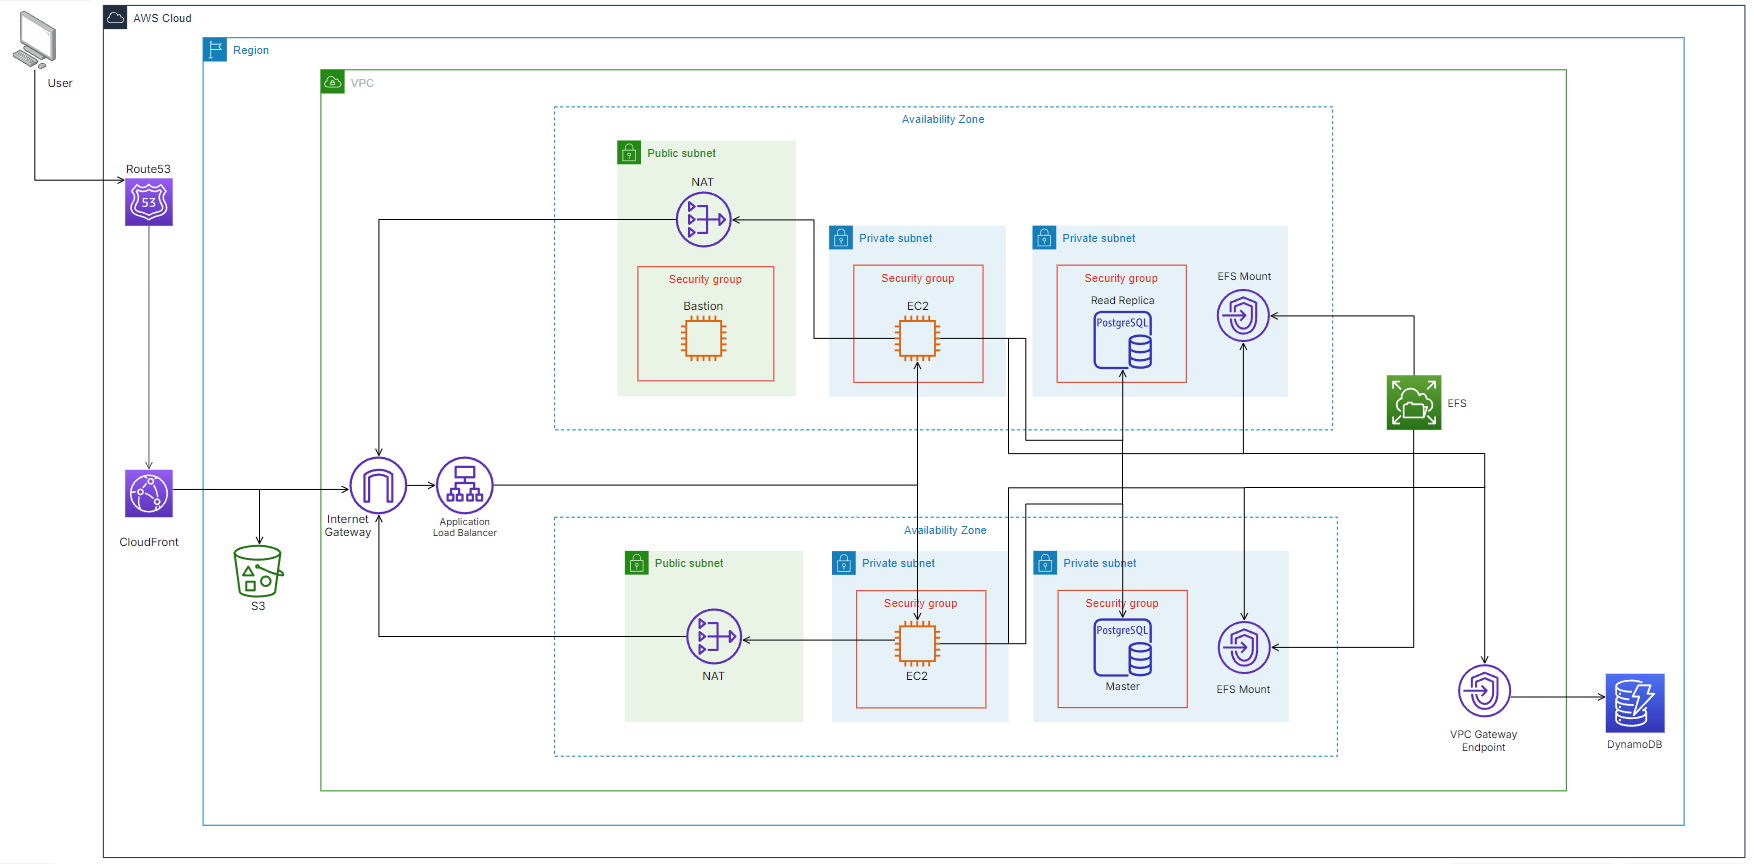 AWS Cloud
Region
User
VPC
Availability Zone
Public subnet
Route53
NAT
53
Private subnet
Private subnet
Security group
Bastion
Security group
EC2
Security group
Read Replica
PostgreSQL
EFS Mount
EFS
Internet
Gateway
Application
Load Balancer
CloudFront
S3
Availability Zone
Public subnet
Private subnet
Private subnet
NAT
Security group
EC2
Security group
PostgreSQL
Master
EFS Mount
VPC Gateway
Endpoint
DynamoDB